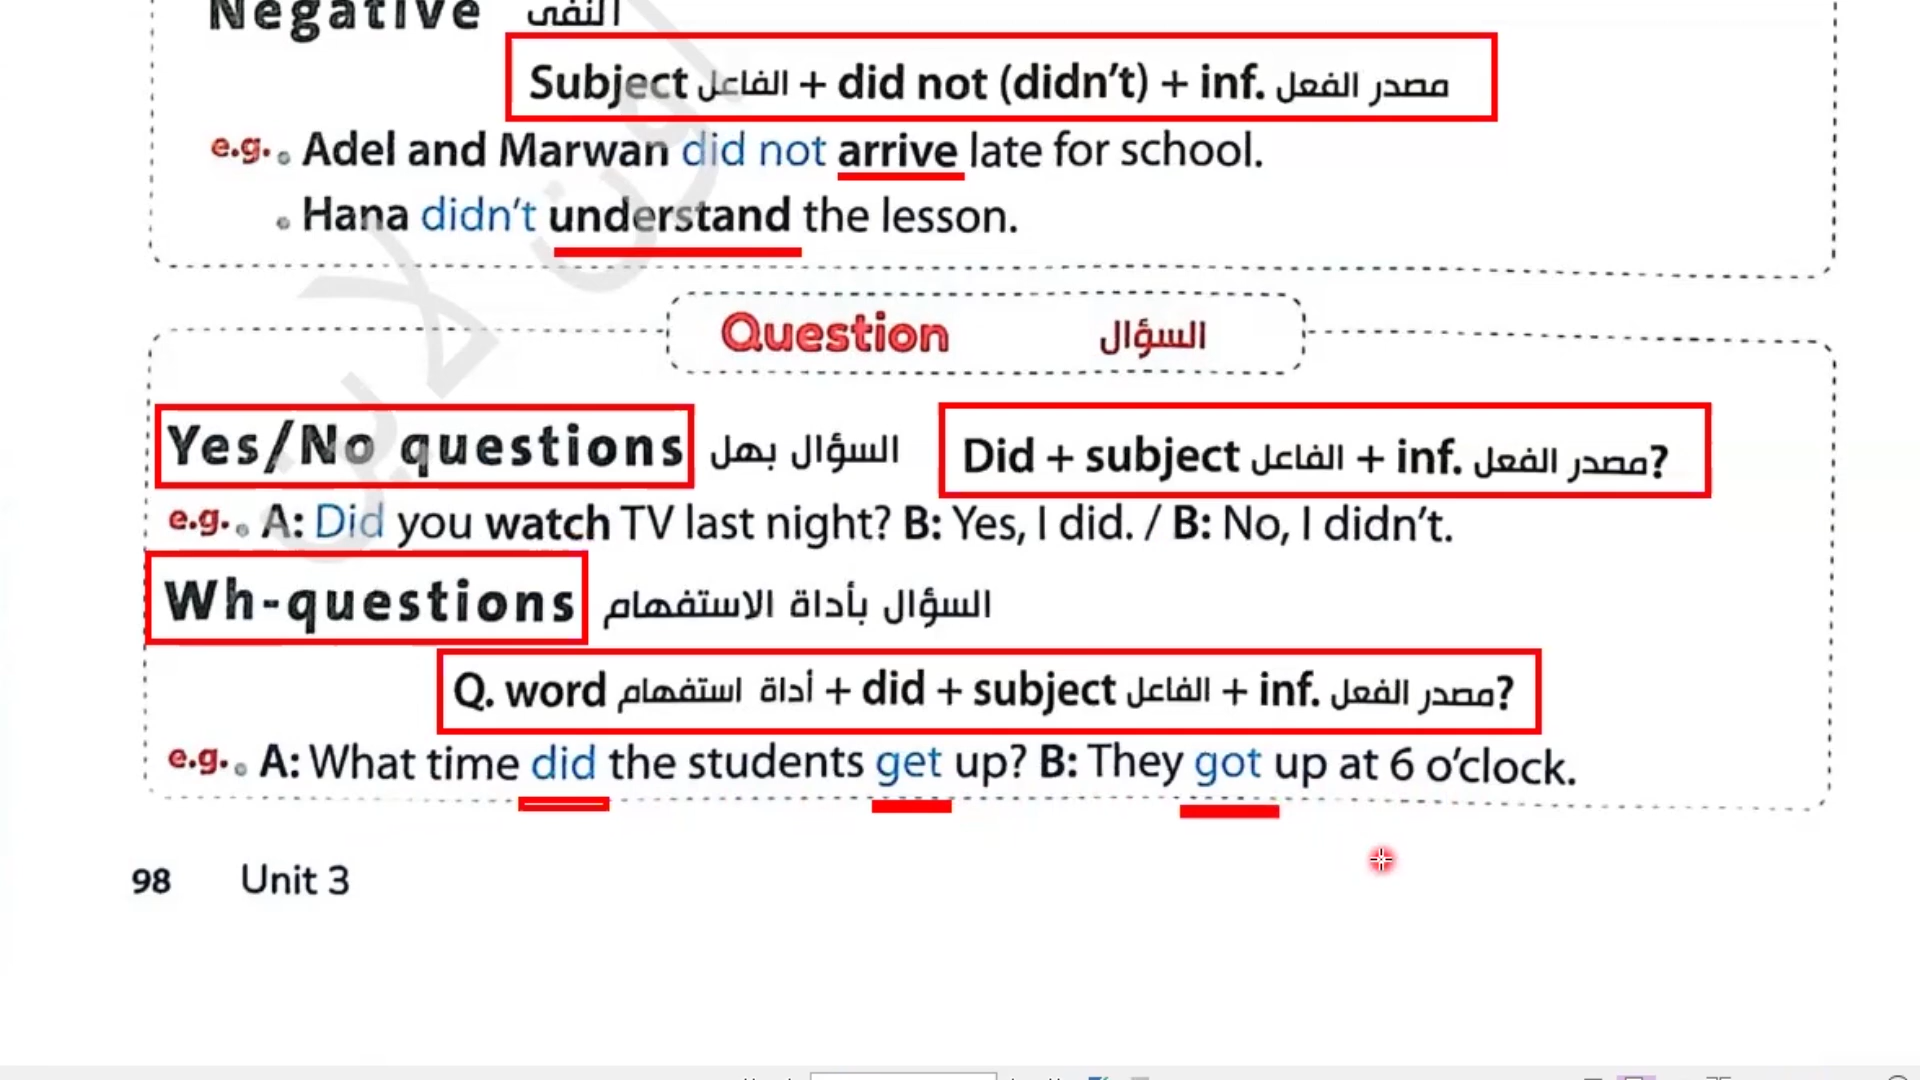 Negative النفى
Subject الفاعل + did not (didn't) + inf. مصدر الفعل
e.g. • Adel and Marwan did not arrive late for school.
• Hana didn't understand the lesson.
Question السؤال
Yes/No questions السؤال بهل Did + subject الفاعل + inf. مصدر الفعل?
e.g. • A: Did you watch TV last night? B: Yes, I did. / B: No, I didn't.
Wh-questions السؤال بأداة الاستفهام
Q. word أداة استفهام + did + subject الفاعل + inf. مصدر الفعل?
e.g. • A: What time did the students get up? B: They got up at 6 o'clock.
98 Unit 3